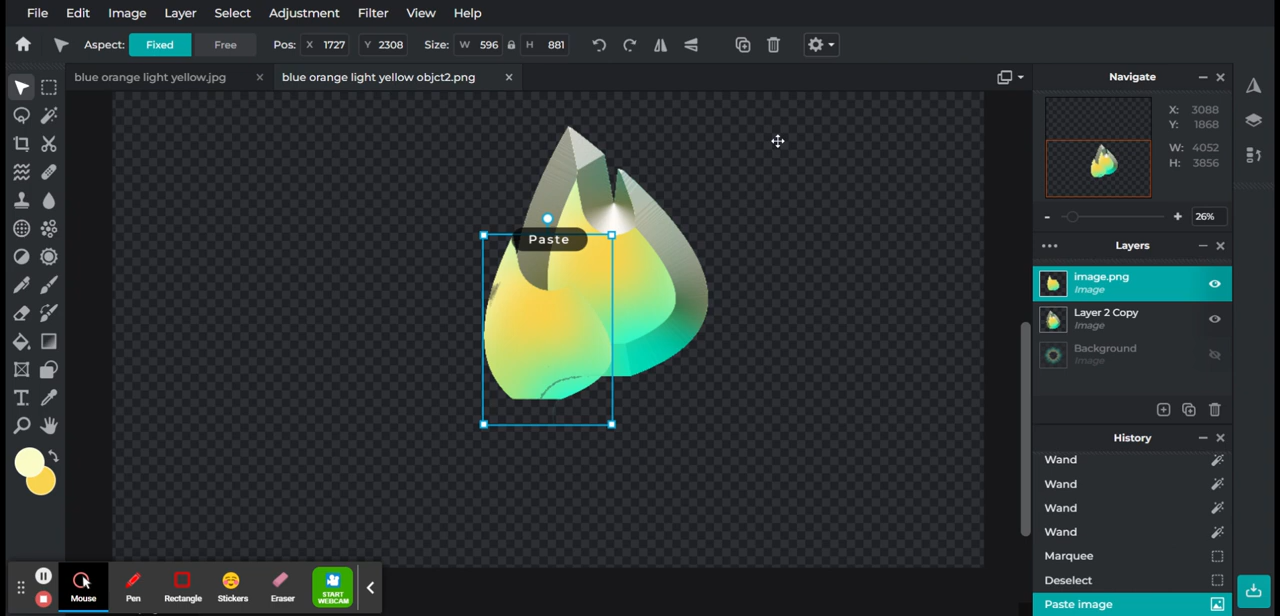 File Edit Image Layer Select Adjustment Filter View Help
Aspect: Fixed Free Pos: X 1727 Y 2308 Size: W 596 H 881
blue orange light yellow.jpg × blue orange light yellow objct2.png ×
Navigate
X: 3088
Y: 1868
W: 4052
H: 3856
26%
Layers
image.png
Image
Layer 2 Copy
Image
Background
Image
Paste
History
Wand
Wand
Wand
Wand
Marquee
Deselect
Paste image
Mouse Pen Rectangle Stickers Eraser START WEBCAM